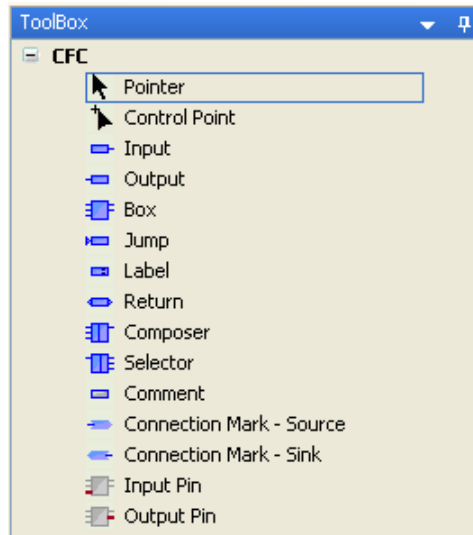 ToolBox
CFC
Pointer
Control Point
Input
Output
Box
Jump
Label
Return
Composer
Selector
Comment
Connection Mark - Source
Connection Mark - Sink
Input Pin
Output Pin